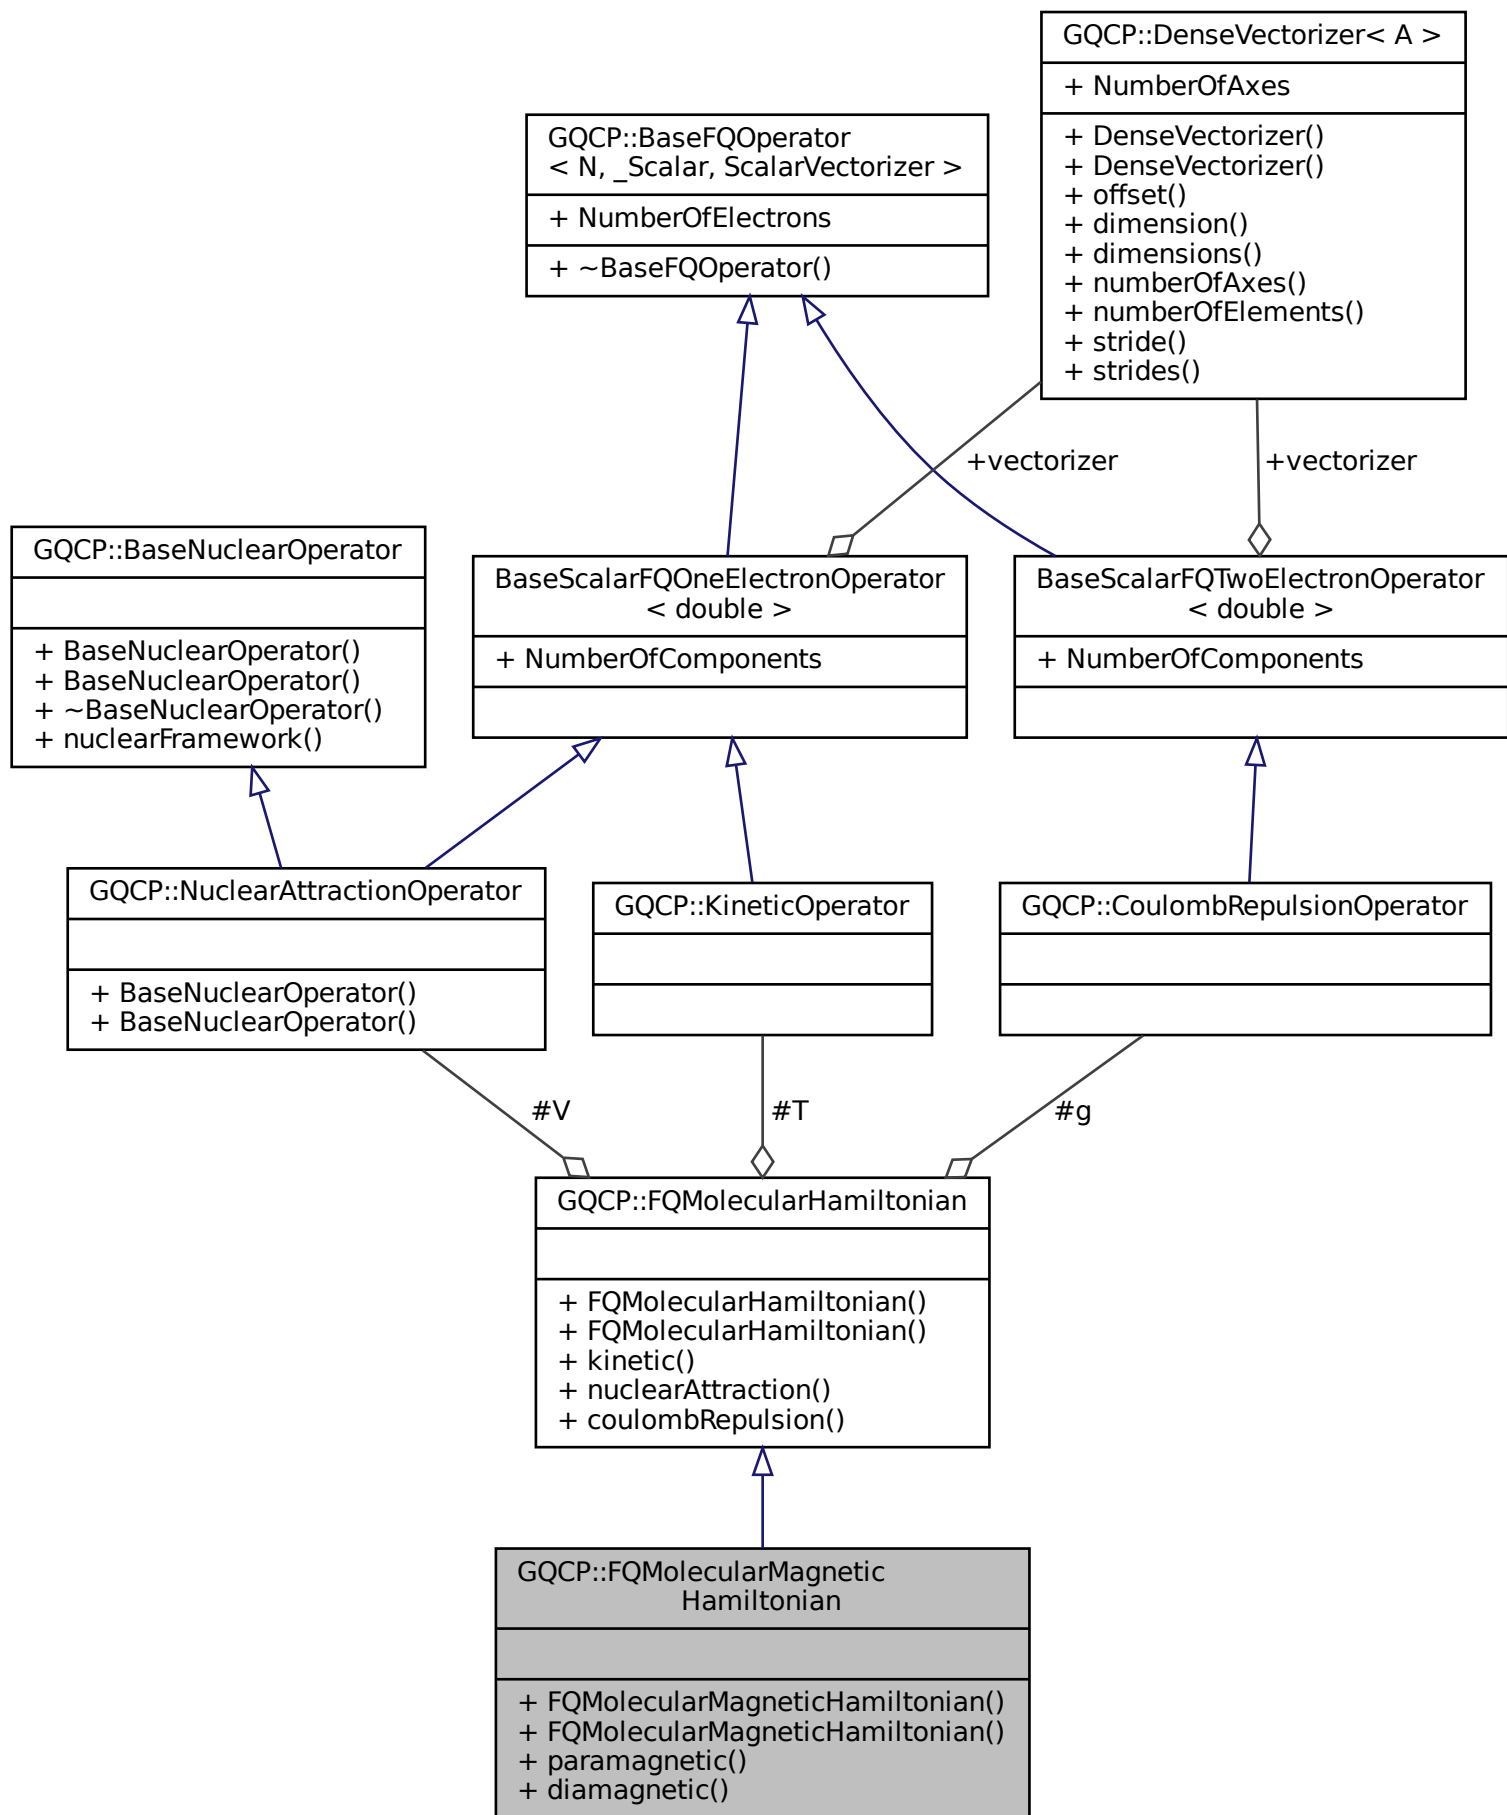 GQCP::DenseVectorizer< A >
+ NumberOfAxes
+ DenseVectorizer()
+ DenseVectorizer()
+ offset()
+ dimension()
+ dimensions()
+ numberOfAxes()
+ numberOfElements()
+ stride()
+ strides()
GQCP::BaseFQOperator
< N, _Scalar, ScalarVectorizer >
+ NumberOfElectrons
+ ~BaseFQOperator()
+vectorizer
+vectorizer
GQCP::BaseNuclearOperator
+ BaseNuclearOperator()
+ BaseNuclearOperator()
+ ~BaseNuclearOperator()
+ nuclearFramework()
BaseScalarFQOneElectronOperator
< double >
+ NumberOfComponents
BaseScalarFQTwoElectronOperator
< double >
+ NumberOfComponents
GQCP::NuclearAttractionOperator
+ BaseNuclearOperator()
+ BaseNuclearOperator()
GQCP::KineticOperator
GQCP::CoulombRepulsionOperator
#V
#T
#g
GQCP::FQMolecularHamiltonian
+ FQMolecularHamiltonian()
+ FQMolecularHamiltonian()
+ kinetic()
+ nuclearAttraction()
+ coulombRepulsion()
GQCP::FQMolecularMagnetic
Hamiltonian
+ FQMolecularMagneticHamiltonian()
+ FQMolecularMagneticHamiltonian()
+ paramagnetic()
+ diamagnetic()